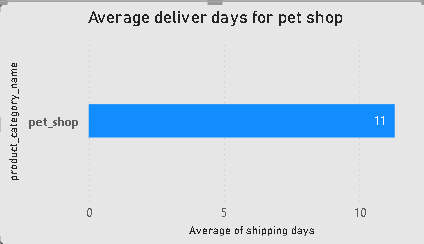 Average deliver days for pet shop
product_category_name
pet_shop
11
0 5 10
Average of shipping days